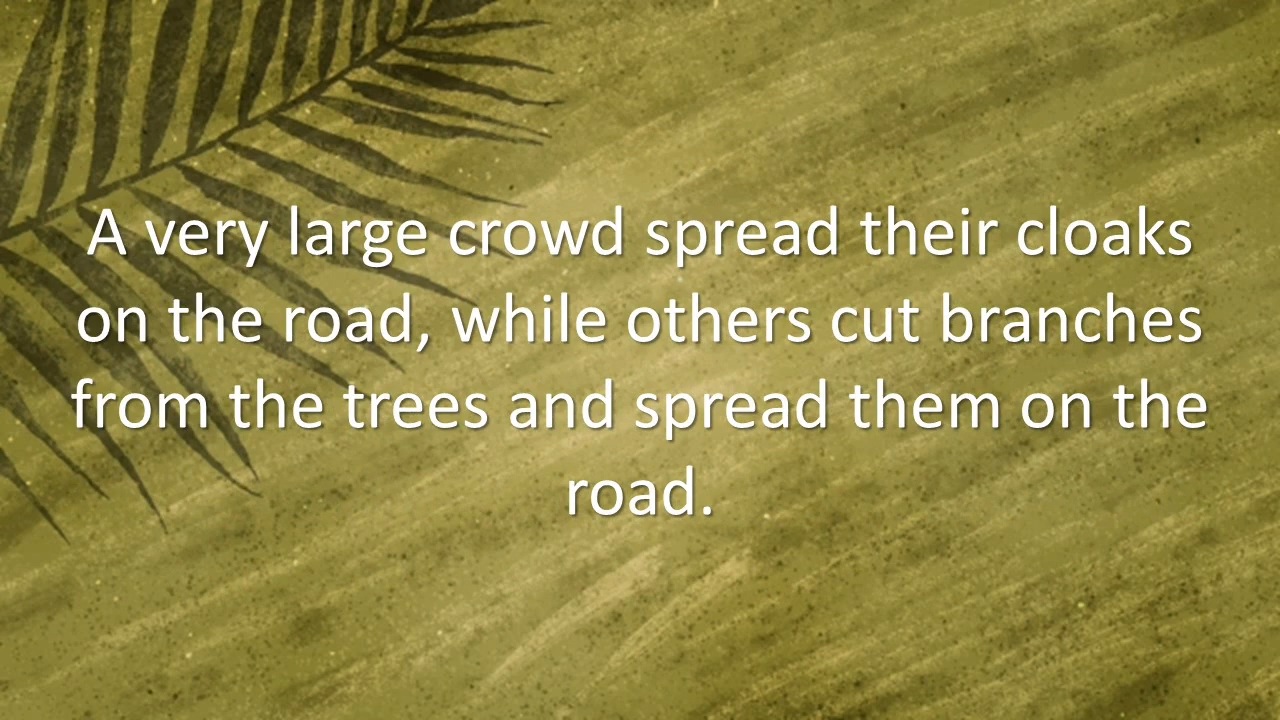 A very large crowd spread their cloaks
on the road, while others cut branches
from the trees and spread them on the
road.